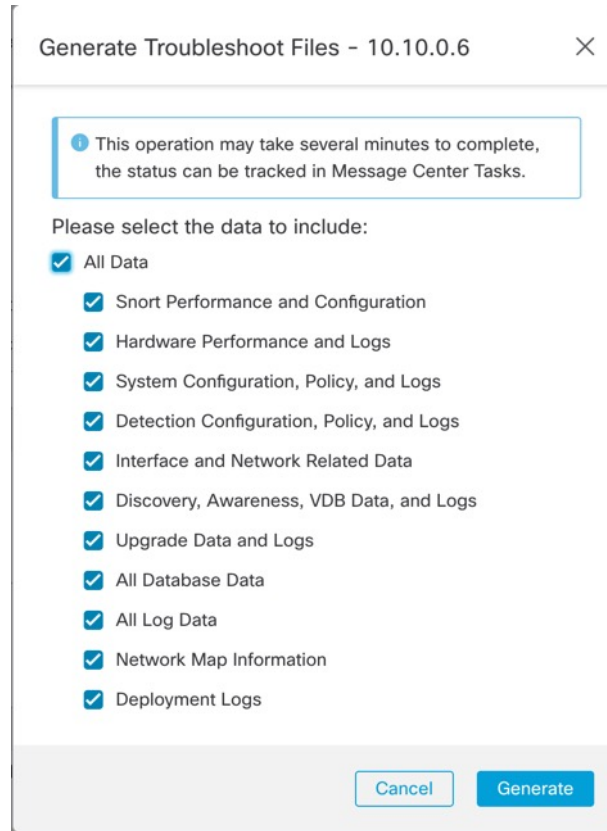 Generate Troubleshoot Files - 10.10.0.6
This operation may take several minutes to complete,
the status can be tracked in Message Center Tasks.
Please select the data to include:
All Data
Snort Performance and Configuration
Hardware Performance and Logs
System Configuration, Policy, and Logs
Detection Configuration, Policy, and Logs
Interface and Network Related Data
Discovery, Awareness, VDB Data, and Logs
Upgrade Data and Logs
All Database Data
All Log Data
Network Map Information
Deployment Logs
Cancel Generate